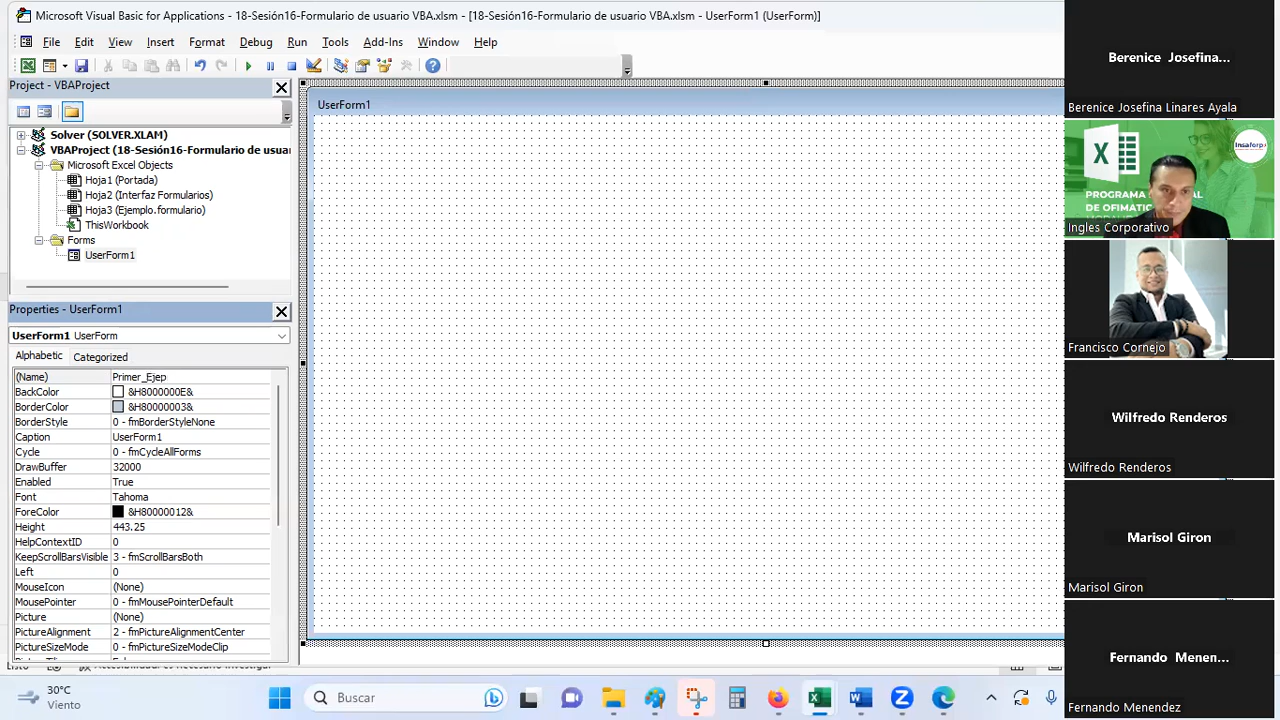 Microsoft Visual Basic for Applications - 18-Sesión16-Formulario de usuario VBA.xlsm - [18-Sesión16-Formulario de usuario VBA.xlsm - UserForm1 (UserForm)]
File Edit View Insert Format Debug Run Tools Add-Ins Window Help
Project - VBAProject
Solver (SOLVER.XLAM)
VBAProject (18-Sesión16-Formulario de usuar
Microsoft Excel Objects
Hoja1 (Portada)
Hoja2 (Interfaz Formularios)
Hoja3 (Ejemplo.formulario)
ThisWorkbook
Forms
UserForm1
Properties - UserForm1
UserForm1 UserForm
Alphabetic Categorized
(Name) Primer_Ejep
BackColor &H8000000E&
BorderColor &H80000003&
BorderStyle 0 - fmBorderStyleNone
Caption UserForm1
Cycle 0 - fmCycleAllForms
DrawBuffer 32000
Enabled True
Font Tahoma
ForeColor &H80000012&
Height 443.25
HelpContextID 0
KeepScrollBarsVisible 3 - fmScrollBarsBoth
Left 0
MouseIcon (None)
MousePointer 0 - fmMousePointerDefault
Picture (None)
PictureAlignment 2 - fmPictureAlignmentCenter
PictureSizeMode 0 - fmPictureSizeModeClip
UserForm1
Berenice Josefina...
Berenice Josefina Linares Ayala
X
Insaforp
PROGRAMA
DE OFIMATIC
Ingles Corporativo
Francisco Cornejo
Wilfredo Renderos
Wilfredo Renderos
Marisol Giron
Marisol Giron
Fernando Menen...
Fernando Menendez
30°C
Viento
Buscar